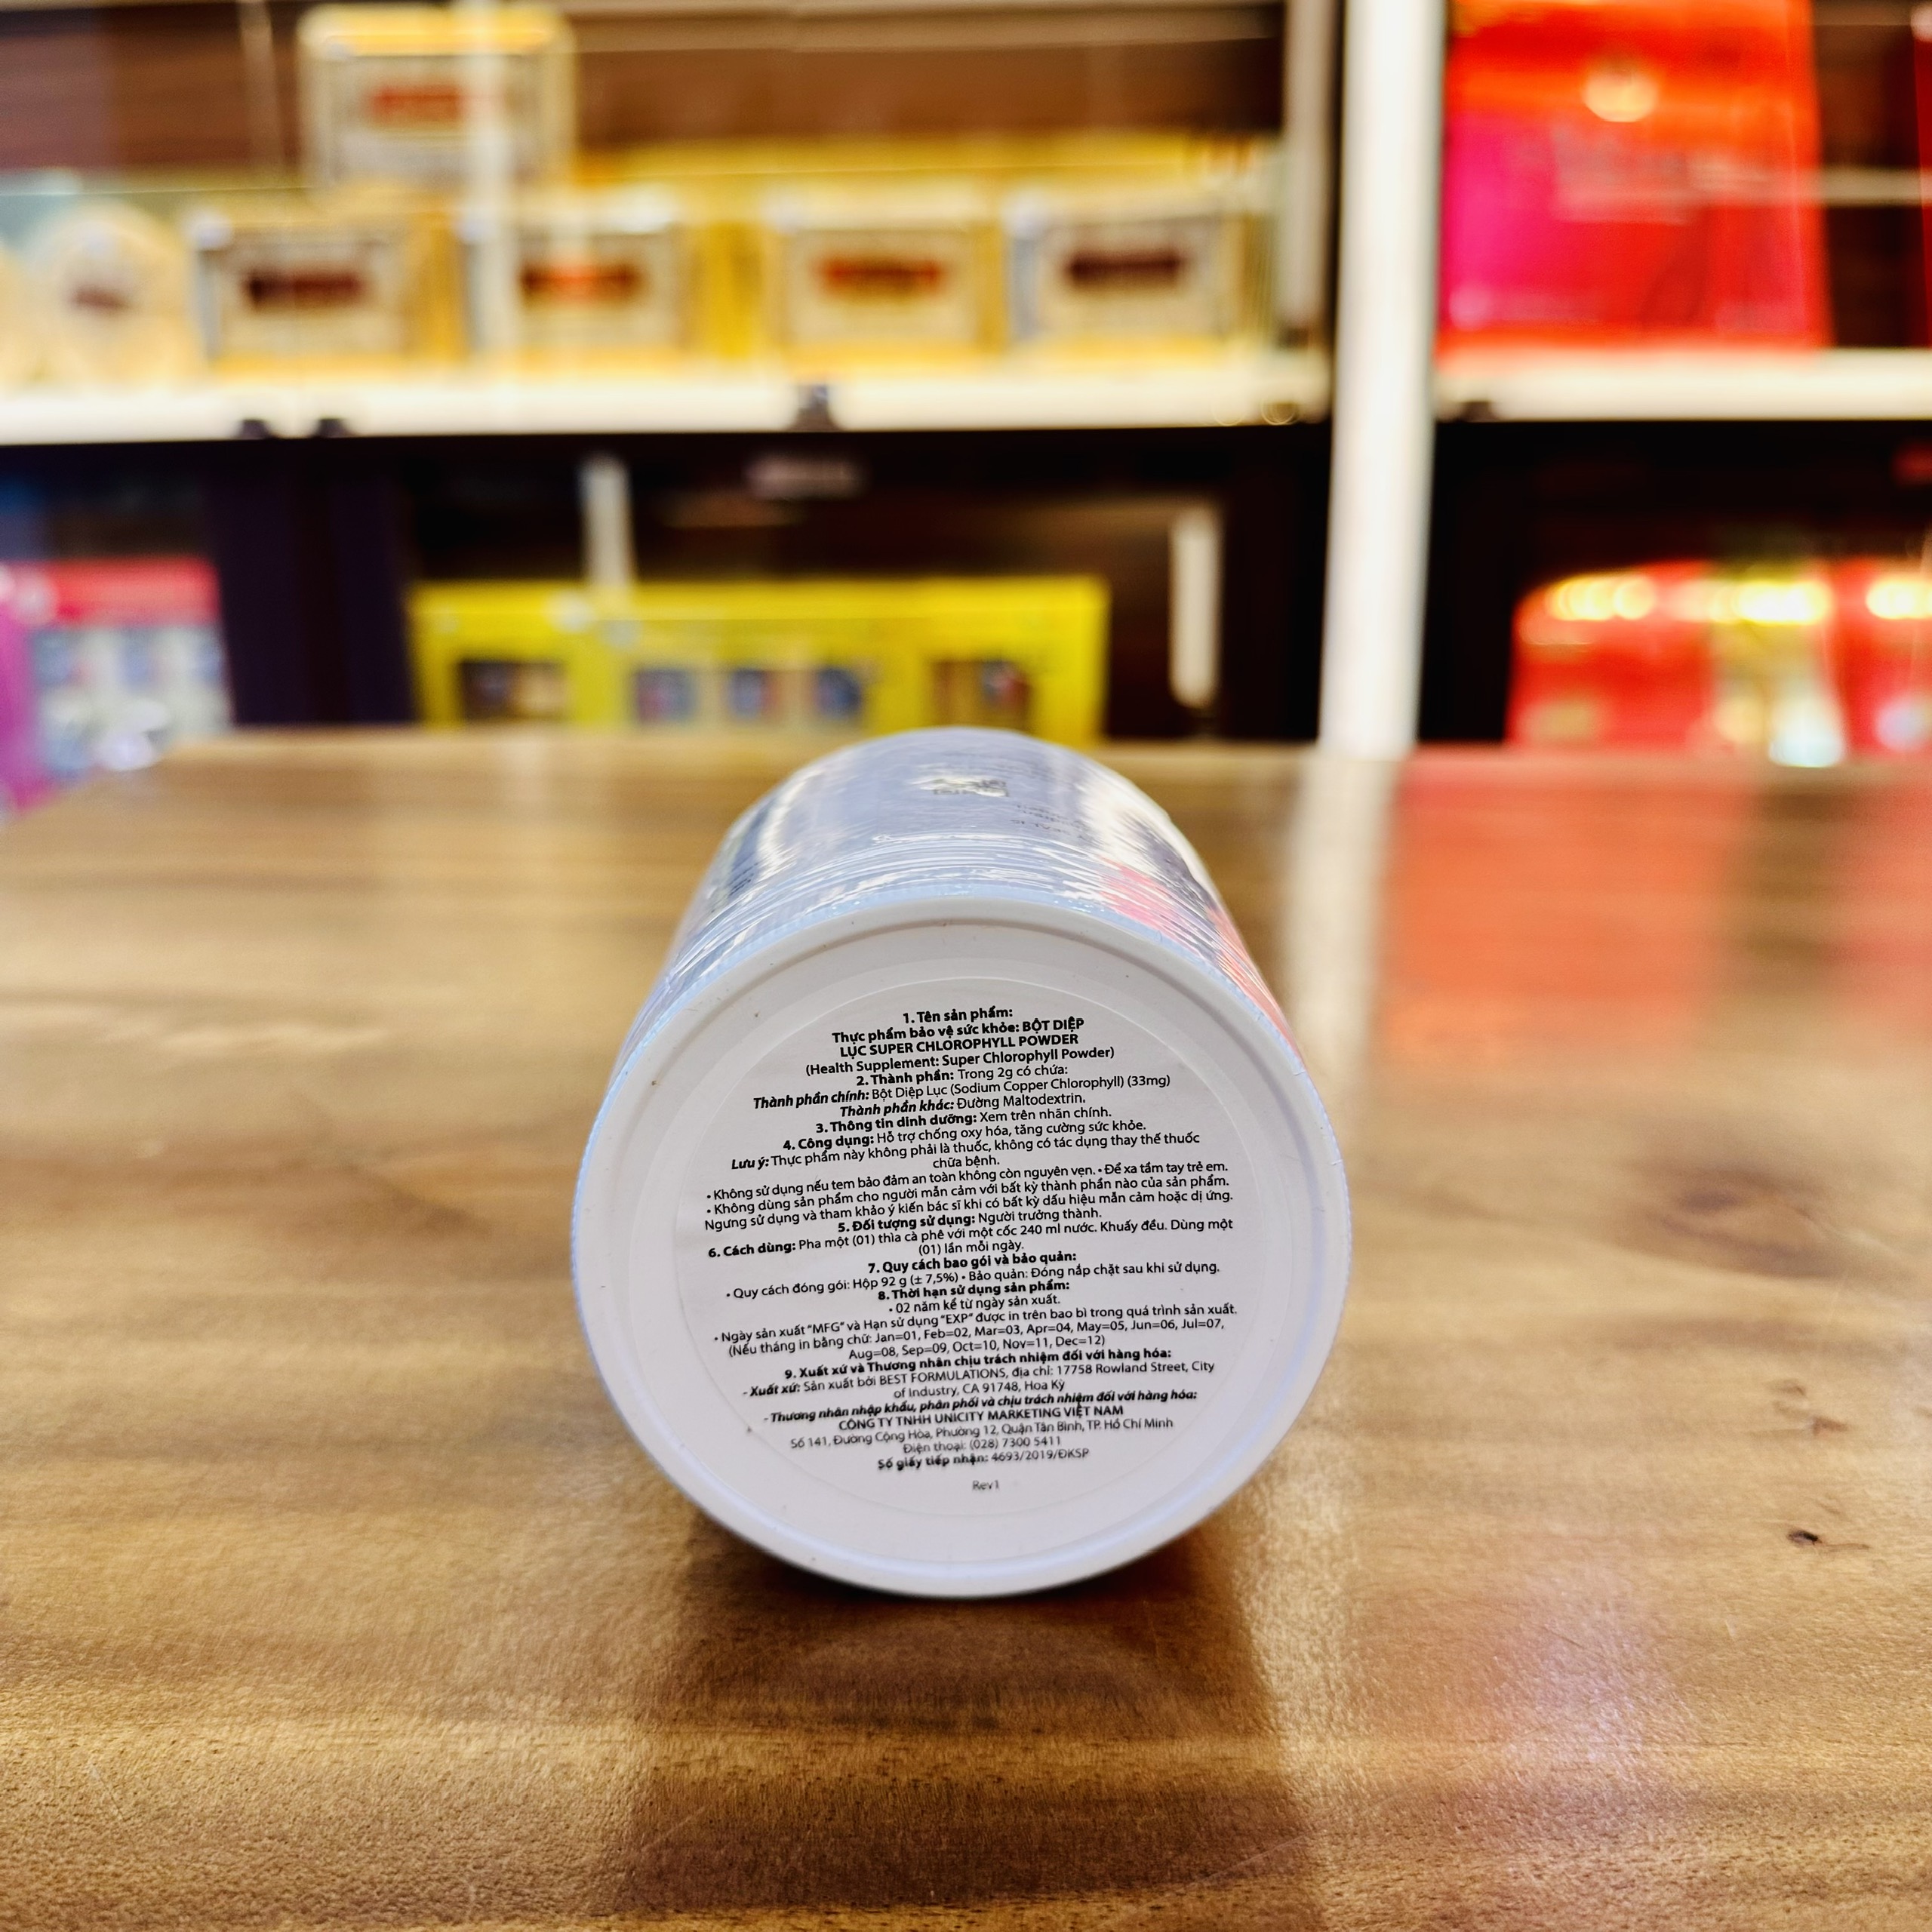 1. Tên sản phẩm:
Thực phẩm bảo vệ sức khỏe: BỘT DIỆP
LỤC SUPER CHLOROPHYLL POWDER
(Health Supplement: Super Chlorophyll Powder)
2. Thành phần: Trong 2g có chứa:
Thành phần chính: Bột Diệp Lục (Sodium Copper Chlorophyll) (33mg)
Thành phần khác: Đường Maltodextrin.
3. Thông tin dinh dưỡng: Xem trên nhãn chính.
4. Công dụng: Hỗ trợ chống oxy hóa, tăng cường sức khỏe.
Lưu ý: Thực phẩm này không phải là thuốc, không có tác dụng thay thế thuốc
chữa bệnh.
• Không sử dụng nếu tem bảo đảm an toàn không còn nguyên vẹn. • Để xa tầm tay trẻ em.
• Không dùng sản phẩm cho người mẫn cảm với bất kỳ thành phần nào của sản phẩm.
Ngưng sử dụng và tham khảo ý kiến bác sĩ khi có bất kỳ dấu hiệu mẫn cảm hoặc dị ứng.
5. Đối tượng sử dụng: Người trưởng thành.
6. Cách dùng: Pha một (01) thìa cà phê với một cốc 240 ml nước. Khuấy đều. Dùng một
(01) lần mỗi ngày.
7. Quy cách bao gói và bảo quản:
• Quy cách đóng gói: Hộp 92 g (± 7,5%) • Bảo quản: Đóng nắp chặt sau khi sử dụng.
8. Thời hạn sử dụng sản phẩm:
• 02 năm kể từ ngày sản xuất.
• Ngày sản xuất "MFG" và Hạn sử dụng "EXP" được in trên bao bì trong quá trình sản xuất.
(Nếu tháng in bằng chữ: Jan=01, Feb=02, Mar=03, Apr=04, May=05, Jun=06, Jul=07,
Aug=08, Sep=09, Oct=10, Nov=11, Dec=12)
9. Xuất xứ và Thương nhân chịu trách nhiệm đối với hàng hóa:
- Xuất xứ: Sản xuất bởi BEST FORMULATIONS, địa chỉ: 17758 Rowland Street, City
of Industry, CA 91748, Hoa Kỳ
- Thương nhân nhập khẩu, phân phối và chịu trách nhiệm đối với hàng hóa:
CÔNG TY TNHH UNICITY MARKETING VIỆT NAM
Số 141, Đường Cộng Hòa, Phường 12, Quận Tân Bình, TP. Hồ Chí Minh
Điện thoại: (028) 7300 5411
Số giấy tiếp nhận: 4693/2019/ĐKSP
Rev1